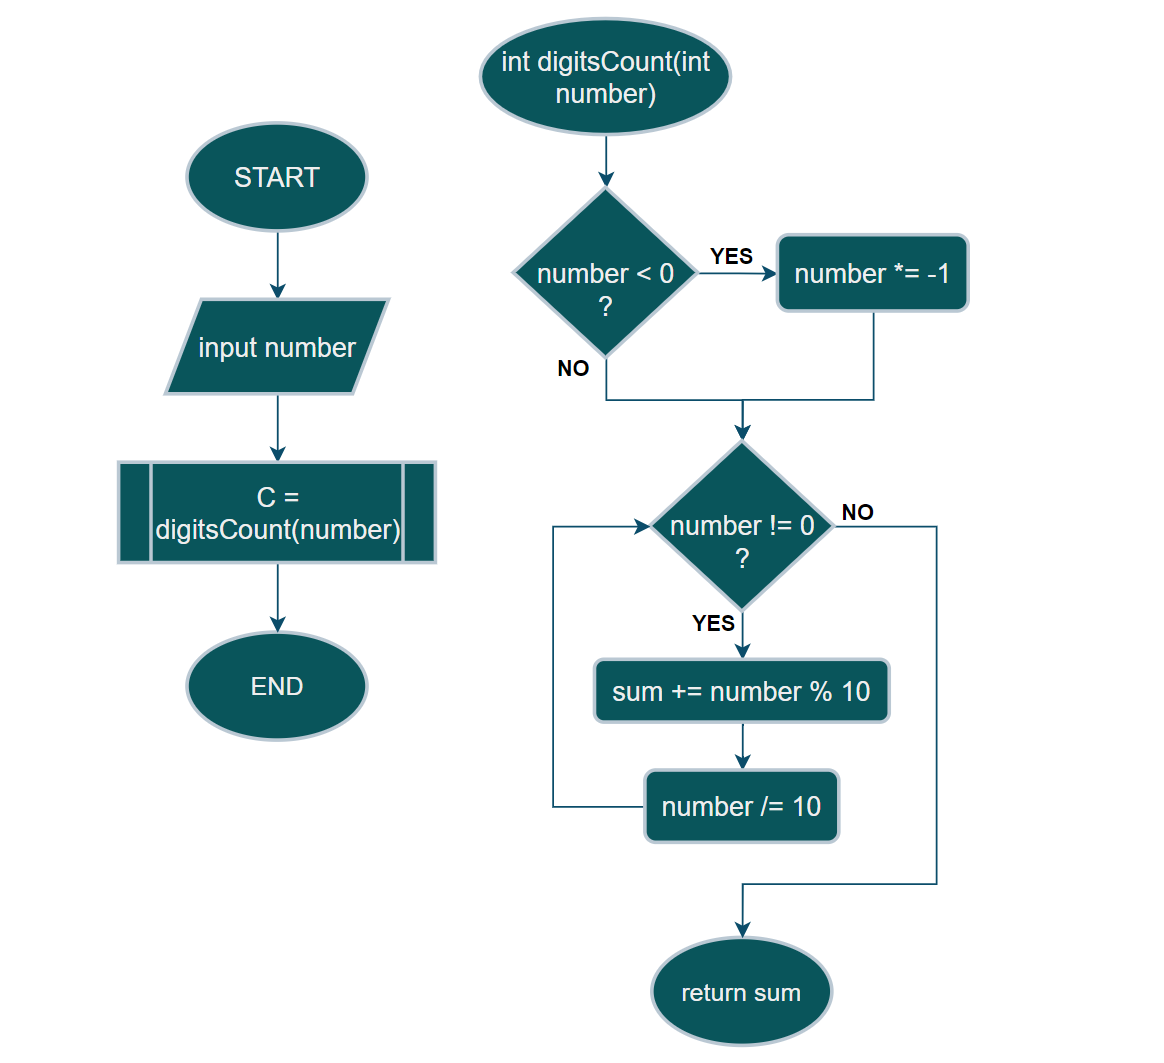 START
input number
C =
digitsCount(number)
END
int digitsCount(int
number)
number < 0
?
YES
number *= -1
NO
number != 0
?
NO
YES
sum += number % 10
number /= 10
return sum